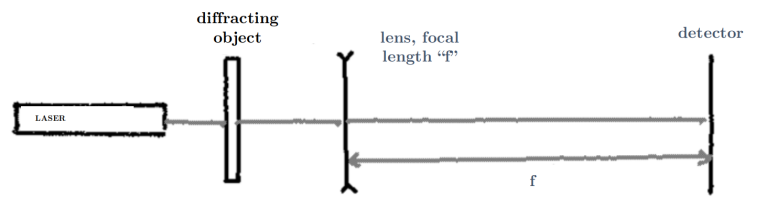 diffracting
object
lens, focal
length “f”
detector
LASER
f